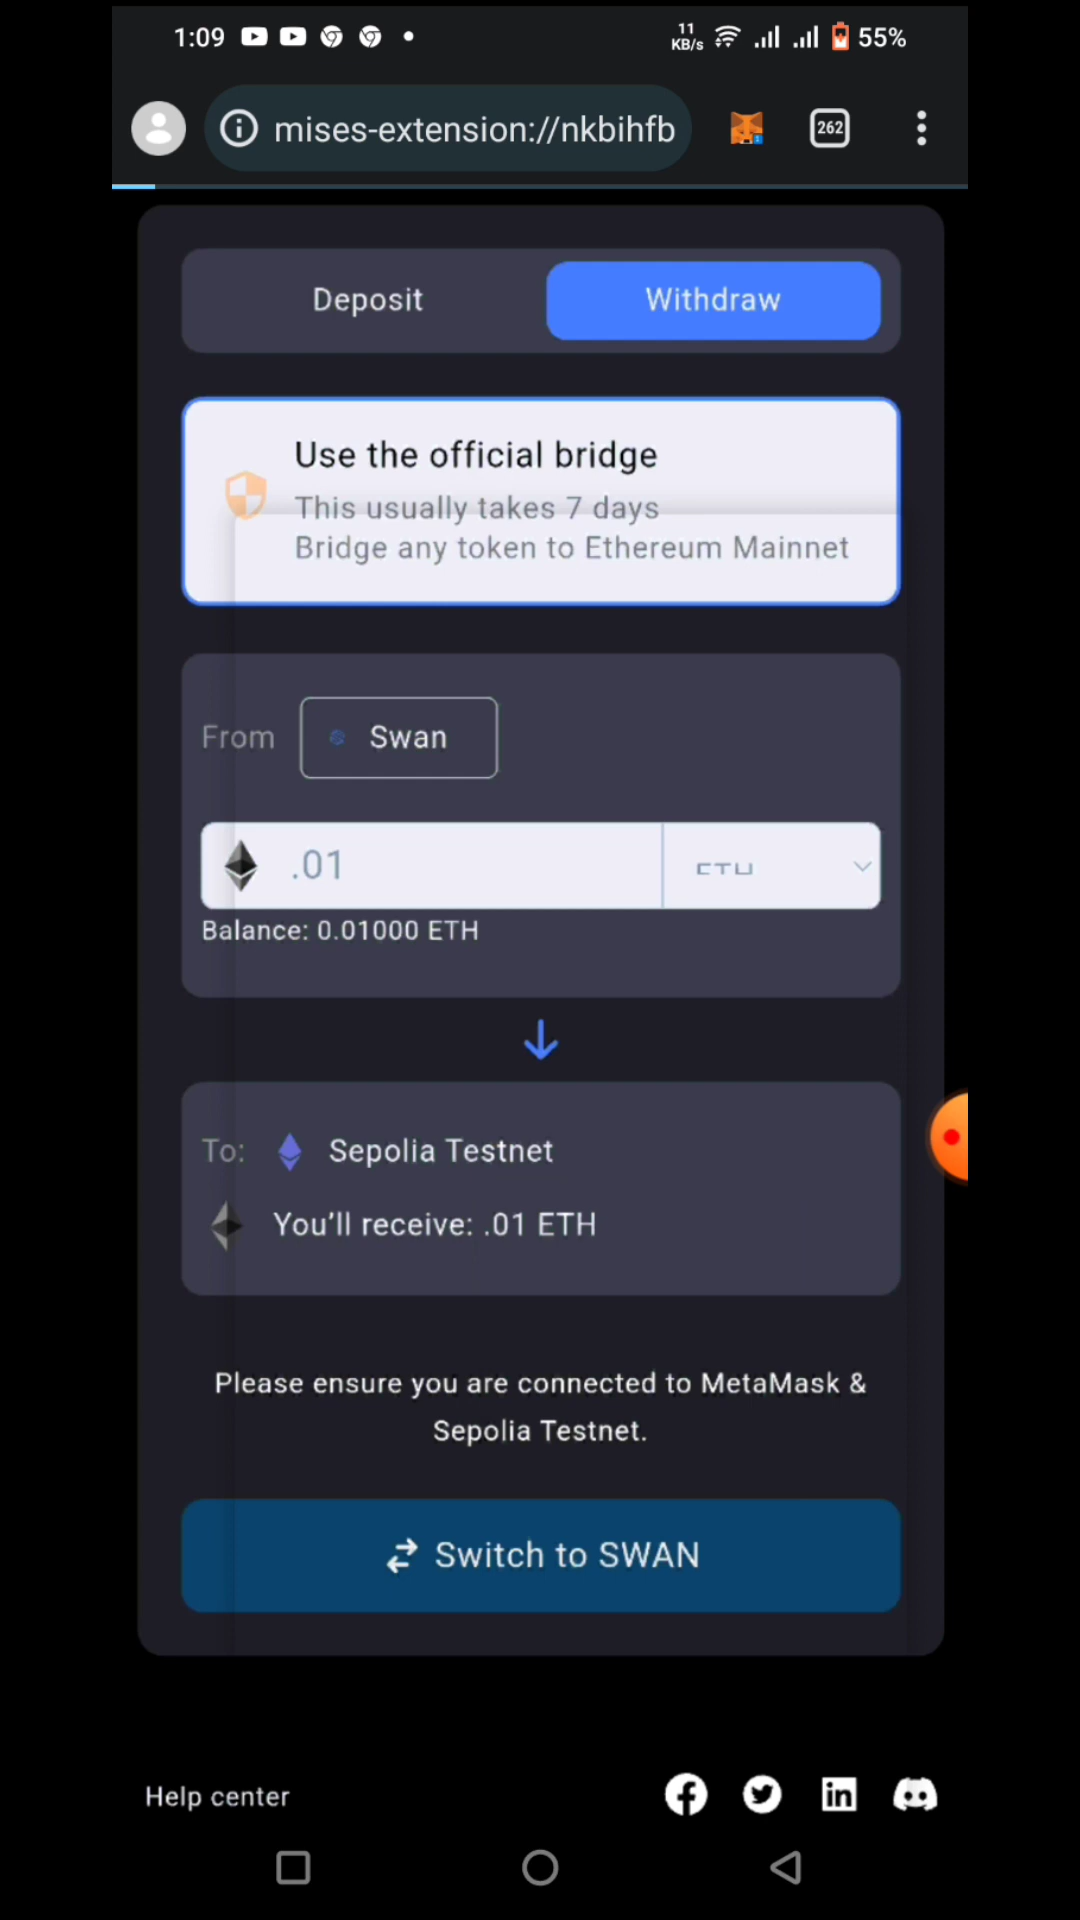 1:09
11
KB/s
55%
mises-extension://nkbihfb
262
Deposit
Withdraw
Use the official bridge
This usually takes 7 days
Bridge any token to Ethereum Mainnet
From
Swan
.01
Balance: 0.01000 ETH
To:
Sepolia Testnet
You’ll receive: .01 ETH
Please ensure you are connected to MetaMask &
Sepolia Testnet.
Switch to SWAN
Help center